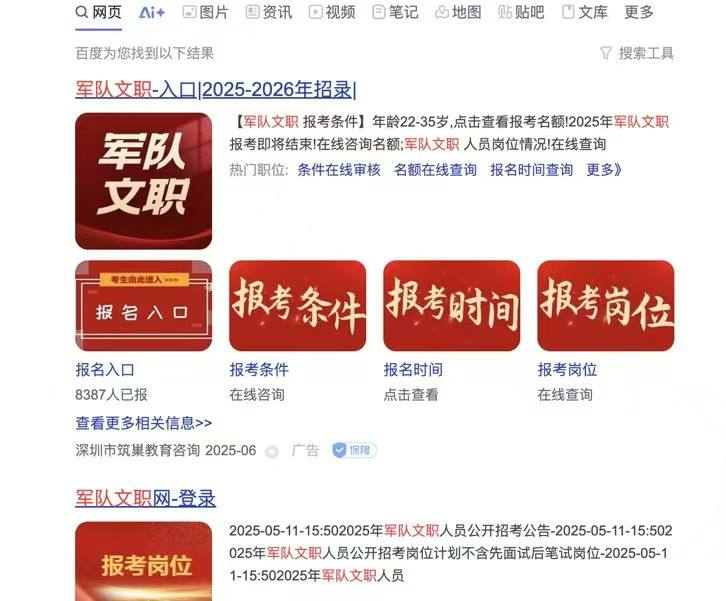 网页 Ai+ 图片 资讯 视频 笔记 地图 贴吧 文库 更多
百度为您找到以下结果 搜索工具
军队文职-入口|2025-2026年招录|
军队
文职
【军队文职 报考条件】年龄22-35岁,点击查看报考名额!2025年军队文职
报考即将结束!在线咨询名额;军队文职 人员岗位情况!在线查询
热门职位: 条件在线审核 名额在线查询 报名时间查询 更多》
考生由此进入 >>>
报名入口 报考条件 报考时间 报考岗位
报名入口 报考条件 报名时间 报考岗位
8387人已报 在线咨询 点击查看 在线查询
查看更多相关信息>>
深圳市筑巢教育咨询 2025-06 广告 保障
军队文职网-登录
报考岗位
2025-05-11-15:502025年军队文职人员公开招考公告-2025-05-11-15:502
025年军队文职人员公开招考岗位计划不含先面试后笔试岗位-2025-05-1
1-15:502025年军队文职人员